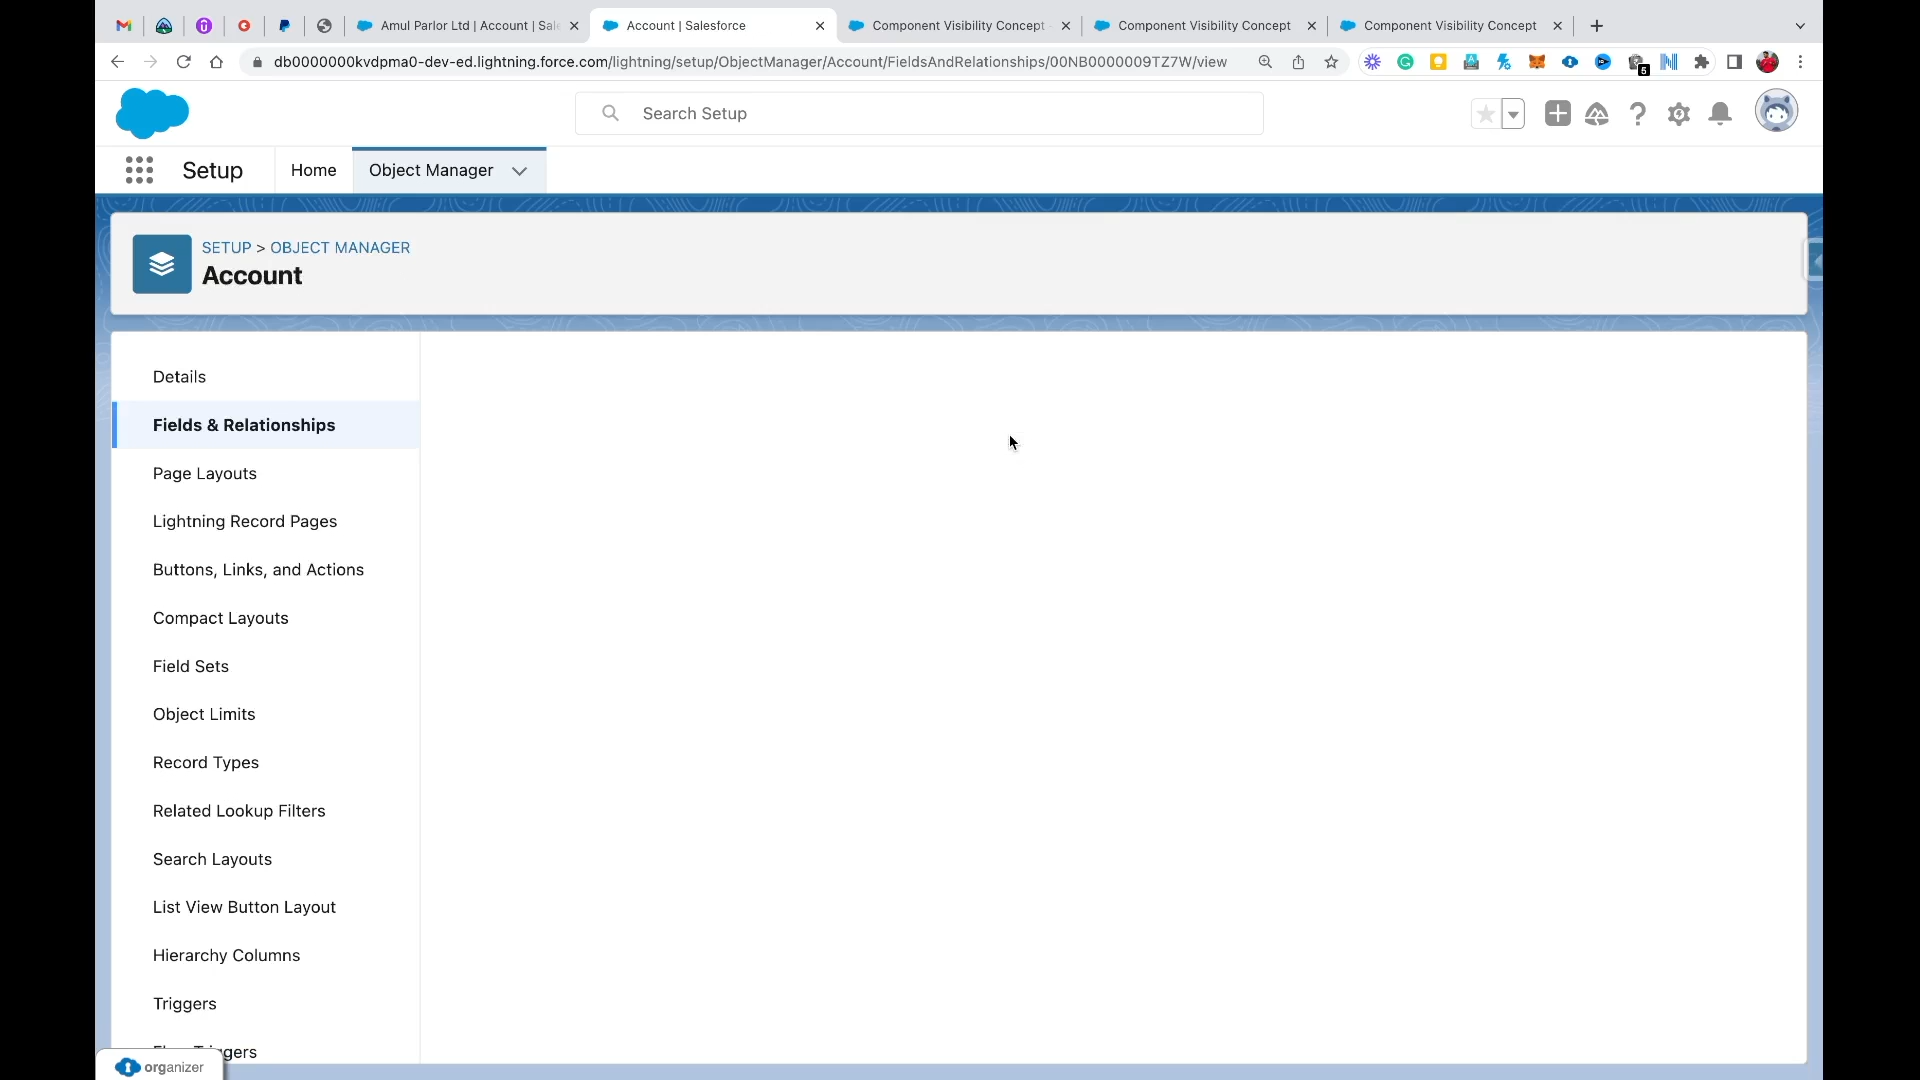 Amul Parlor Ltd | Account | Sale
Account | Salesforce
Component Visibility Concept
Component Visibility Concept
Component Visibility Concept
db0000000kvdpma0-dev-ed.lightning.force.com/lightning/setup/ObjectManager/Account/FieldsAndRelationships/00NB0000009TZ7W/view
6
Search Setup
Setup
Home
Object Manager
SETUP > OBJECT MANAGER
Account
Details
Fields & Relationships
Page Layouts
Lightning Record Pages
Buttons, Links, and Actions
Compact Layouts
Field Sets
Object Limits
Record Types
Related Lookup Filters
Search Layouts
List View Button Layout
Hierarchy Columns
Triggers
organizer